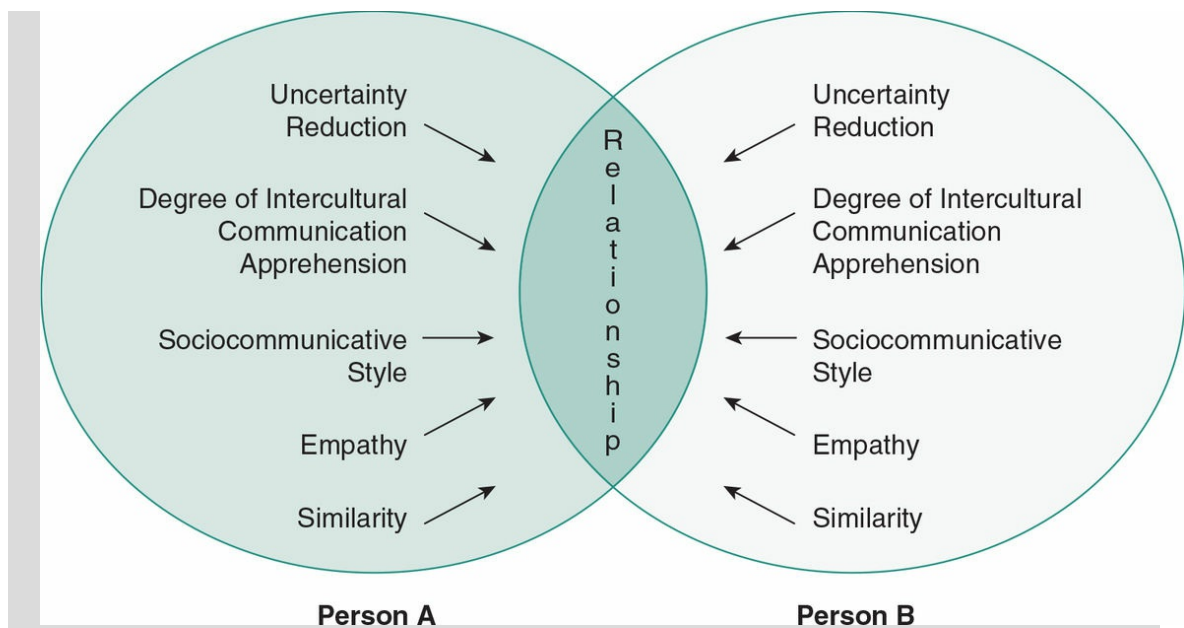 Uncertainty
Reduction
Degree of Intercultural
Communication
Apprehension
Sociocommunicative
Style
Empathy
Similarity
Relationship
Uncertainty
Reduction
Degree of Intercultural
Communication
Apprehension
Sociocommunicative
Style
Empathy
Similarity
Person A
Person B